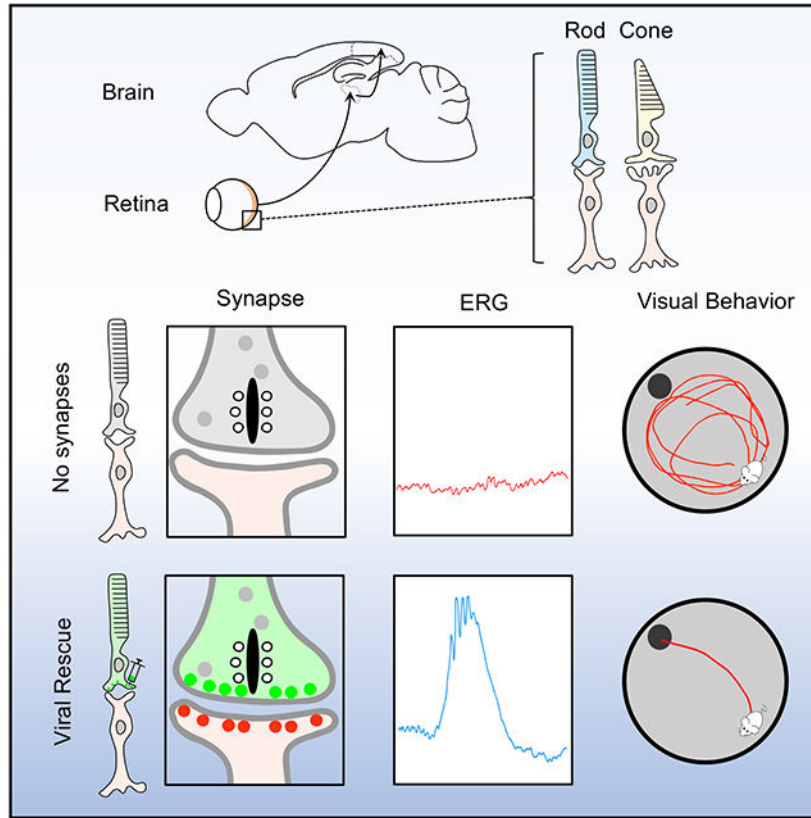 Rod Cone
Brain
Retina
Synapse
ERG
Visual Behavior
No synapses
Viral Rescue